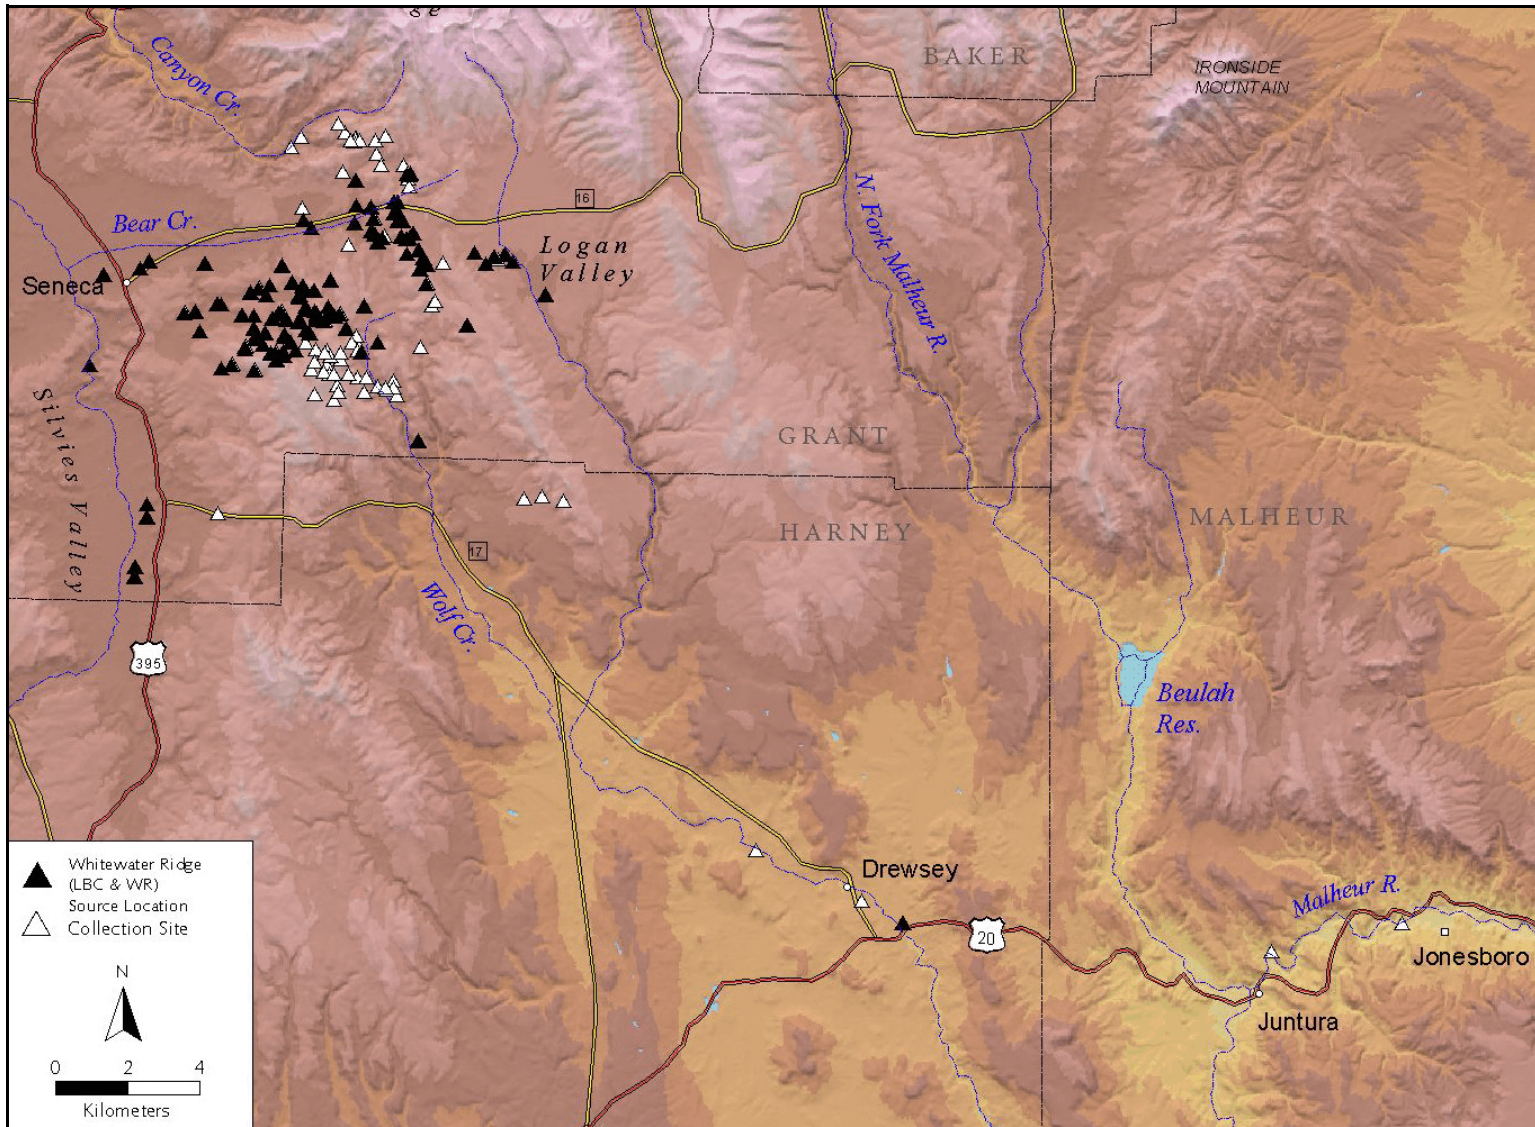 ge
BAKER
IRONSIDE
MOUNTAIN
Canyon Cr.
16
N. Fork Malheur R.
Bear Cr.
Logan
Valley
Seneca
Silvies Valley
GRANT
HARNEY
MALHEUR
17
Wolf Cr.
395
Beulah
Res.
Whitewater Ridge
(LBC & WR)
Source Location
Collection Site
Drewsey
Malheur R.
20
Jonesboro
Juntura
N
0 2 4
Kilometers